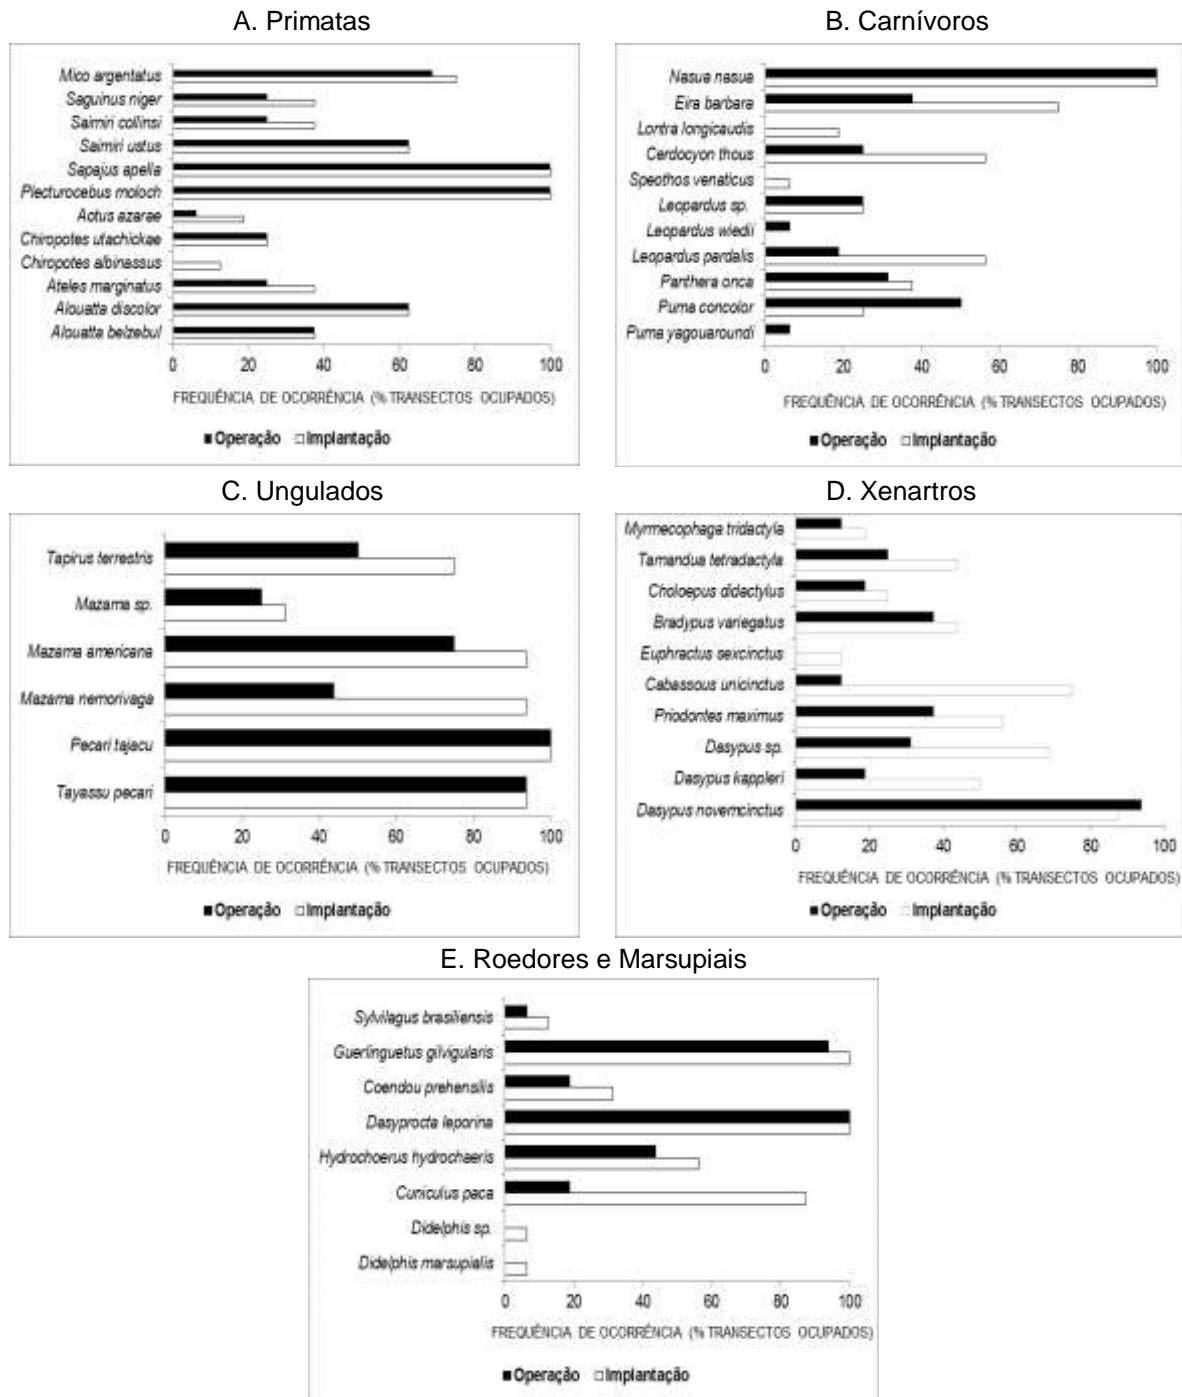 A. Primatas
Mico argentatus
Saguinus niger
Saimiri collinsi
Saimiri ustus
Sapajus apella
Plecturocebus moloch
Aotus azarae
Chiropotes utachickae
Chiropotes albinassus
Ateles marginatus
Alouatta discolor
Alouatta belzebul
0 20 40 60 80 100
FREQUÊNCIA DE OCORRÊNCIA (% TRANSECTOS OCUPADOS)
Operação Implantação
B. Carnívoros
Nasua nasua
Eira barbara
Lontra longicaudis
Cerdocyon thous
Speothos venaticus
Leopardus sp.
Leopardus wiedii
Leopardus pardalis
Panthera onca
Puma concolor
Puma yagouaroundi
0 20 40 60 80 100
FREQUÊNCIA DE OCORRÊNCIA (% TRANSECTOS OCUPADOS)
Operação Implantação
C. Ungulados
Tapirus terrestris
Mazama sp.
Mazama americana
Mazama nemorivaga
Pecari tajacu
Tayassu pecari
0 20 40 60 80 100
FREQUÊNCIA DE OCORRÊNCIA (% TRANSECTOS OCUPADOS)
Operação Implantação
D. Xenartros
Myrmecophaga tridactyla
Tamandua tetradactyla
Choloepus didactylus
Bradypus variegatus
Euphractus sexcinctus
Cabassous unicinctus
Priodontes maximus
Dasypus sp.
Dasypus kappleri
Dasypus novemcinctus
0 20 40 60 80 100
FREQUÊNCIA DE OCORRÊNCIA (% TRANSECTOS OCUPADOS)
Operação Implantação
E. Roedores e Marsupiais
Sylvilagus brasiliensis
Guerlinguetus gilvigularis
Coendou prehensilis
Dasyprocta leporina
Hydrochoerus hydrochaeris
Cuniculus paca
Didelphis sp.
Didelphis marsupialis
0 20 40 60 80 100
FREQUÊNCIA DE OCORRÊNCIA (% TRANSECTOS OCUPADOS)
Operação Implantação